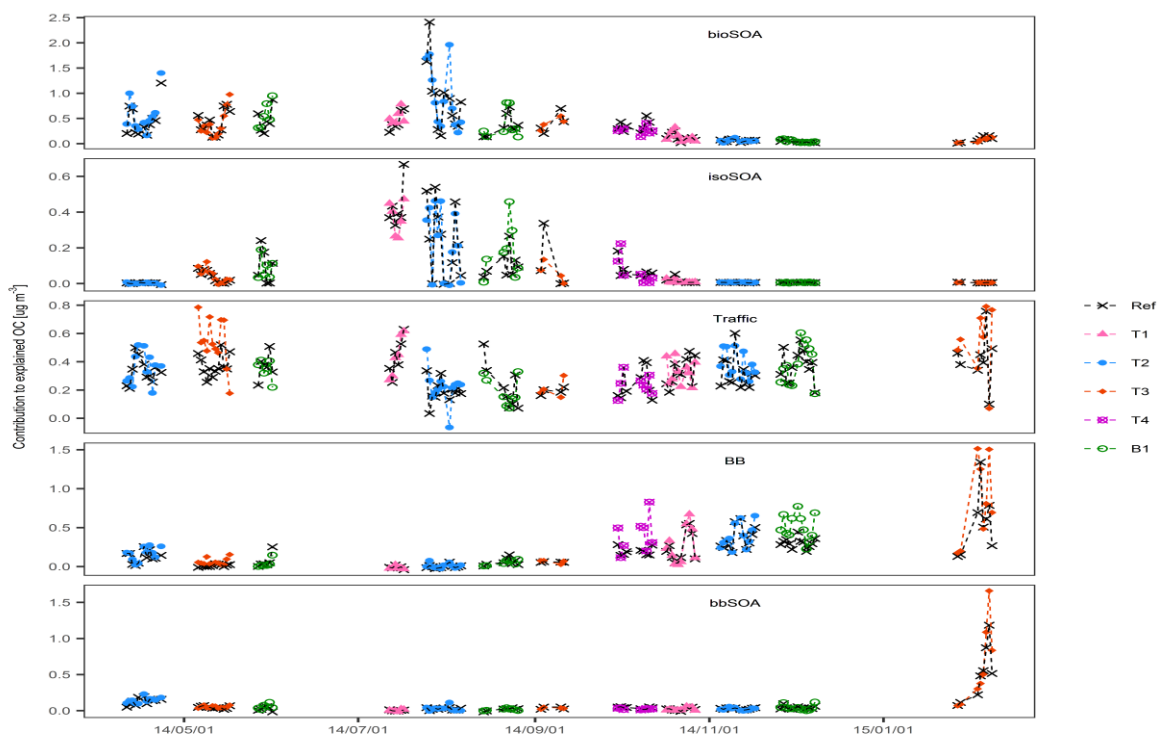 Contribution to explained OC [ug m⁻³]
bioSOA
2.5
2.0
1.5
1.0
0.5
0.0
isoSOA
0.6
0.4
0.2
0.0
Traffic
0.8
0.6
0.4
0.2
0.0
BB
1.5
1.0
0.5
0.0
bbSOA
1.5
1.0
0.5
0.0
14/05/01 14/07/01 14/09/01 14/11/01 15/01/01
Ref
T1
T2
T3
T4
B1